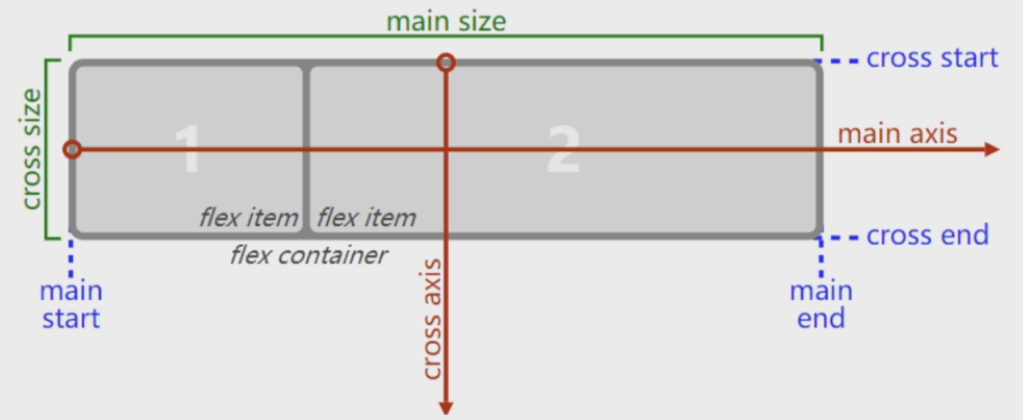 main size
cross start
cross size
1
2
main axis
flex item
flex item
cross end
flex container
cross axis
main
start
main
end